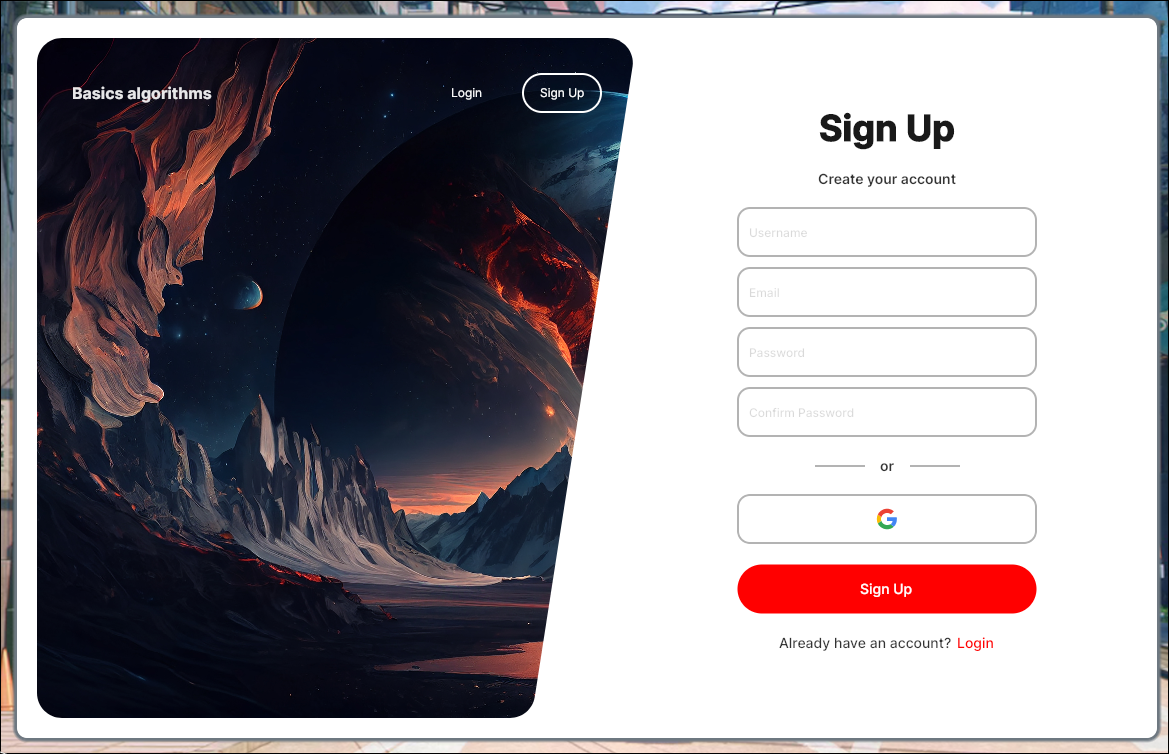 Basics algorithms
Login
Sign Up
Sign Up
Create your account
Username
Email
Password
Confirm Password
or
Sign Up
Already have an account? Login